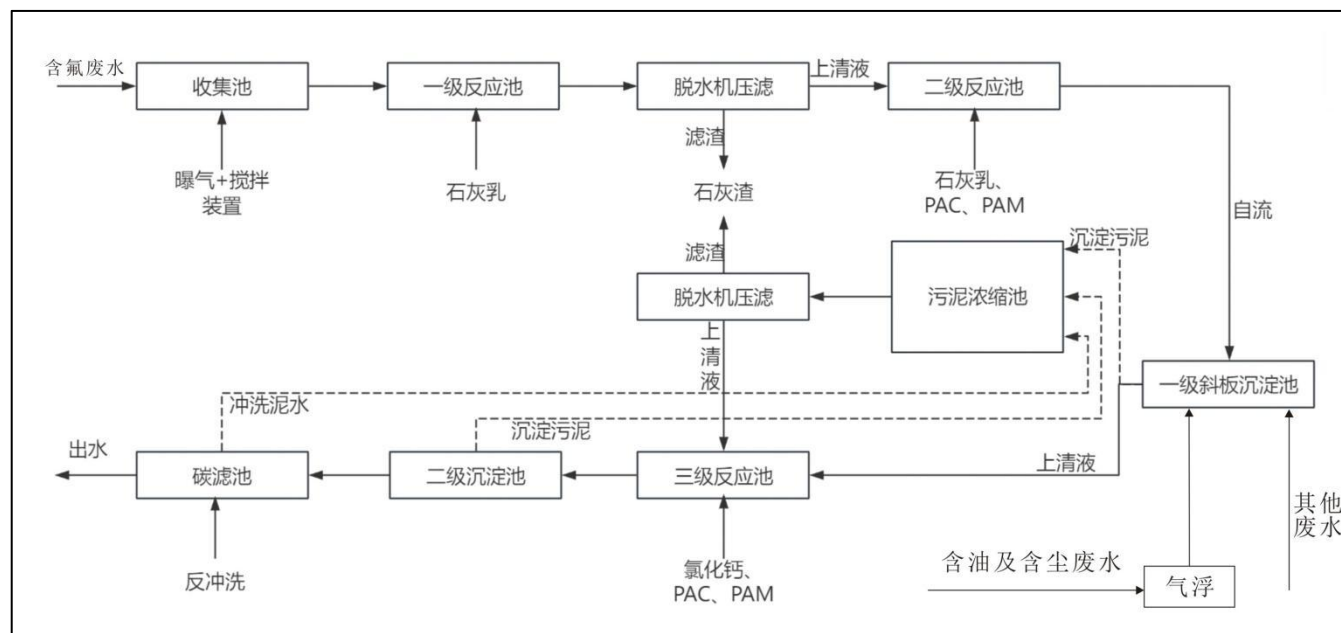 含氟废水
收集池
一级反应池
脱水机压滤
上清液
二级反应池
曝气+搅拌
装置
石灰乳
滤渣
石灰渣
石灰乳、
PAC、PAM
自流
滤渣
沉淀污泥
脱水机压滤
污泥浓缩池
上清液
一级斜板沉淀池
冲洗泥水
沉淀污泥
出水
碳滤池
二级沉淀池
三级反应池
上清液
其他
废水
反冲洗
氯化钙、
PAC、PAM
含油及含尘废水
气浮